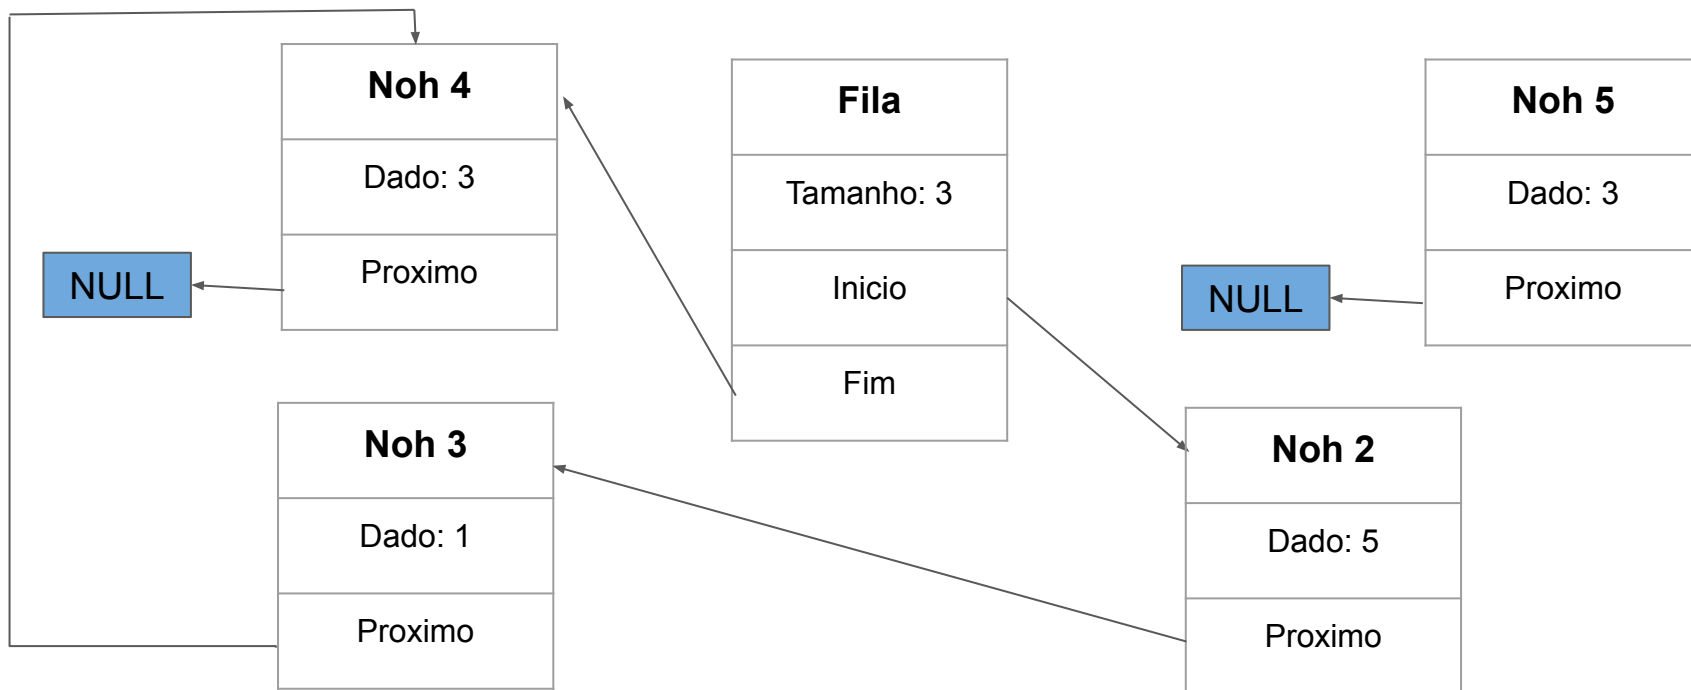 Noh 4
Dado: 3
Proximo
NULL
Fila
Tamanho: 3
Inicio
Fim
Noh 5
Dado: 3
Proximo
NULL
Noh 3
Dado: 1
Proximo
Noh 2
Dado: 5
Proximo